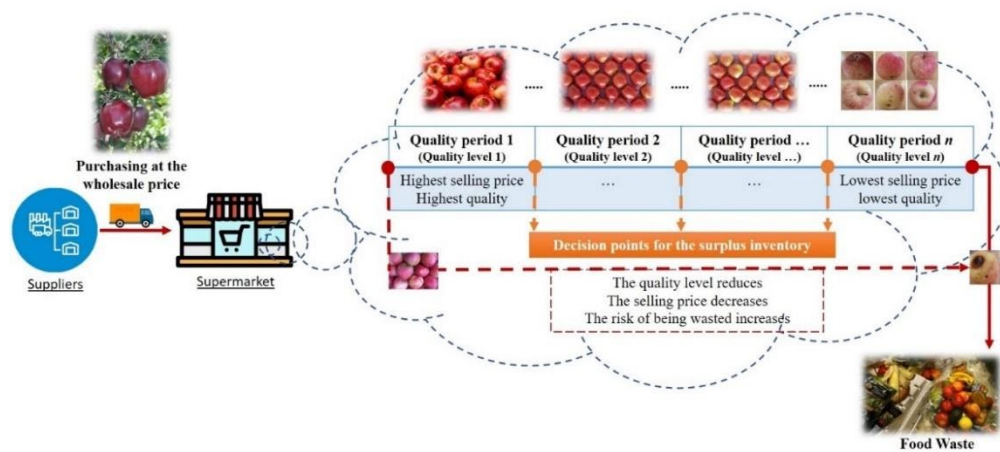 Purchasing at the
wholesale price
Suppliers
Supermarket
.....
.....
.....
Quality period 1
(Quality level 1)
Quality period 2
(Quality level 2)
Quality period …
(Quality level …)
Quality period n
(Quality level n)
Highest selling price
Highest quality
…
…
Lowest selling price
lowest quality
Decision points for the surplus inventory
The quality level reduces
The selling price decreases
The risk of being wasted increases
Food Waste